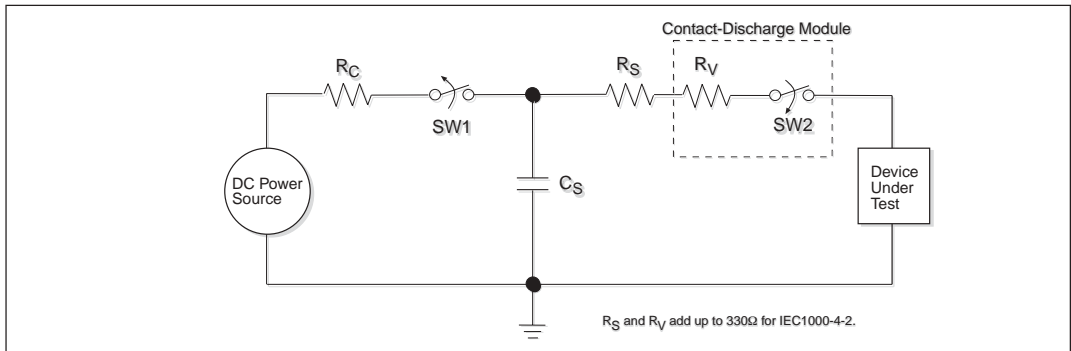 Contact-Discharge Module
RC
RS
RV
SW1
SW2
DC Power
Source
CS
Device
Under
Test
RS and RV add up to 330Ω for IEC1000-4-2.